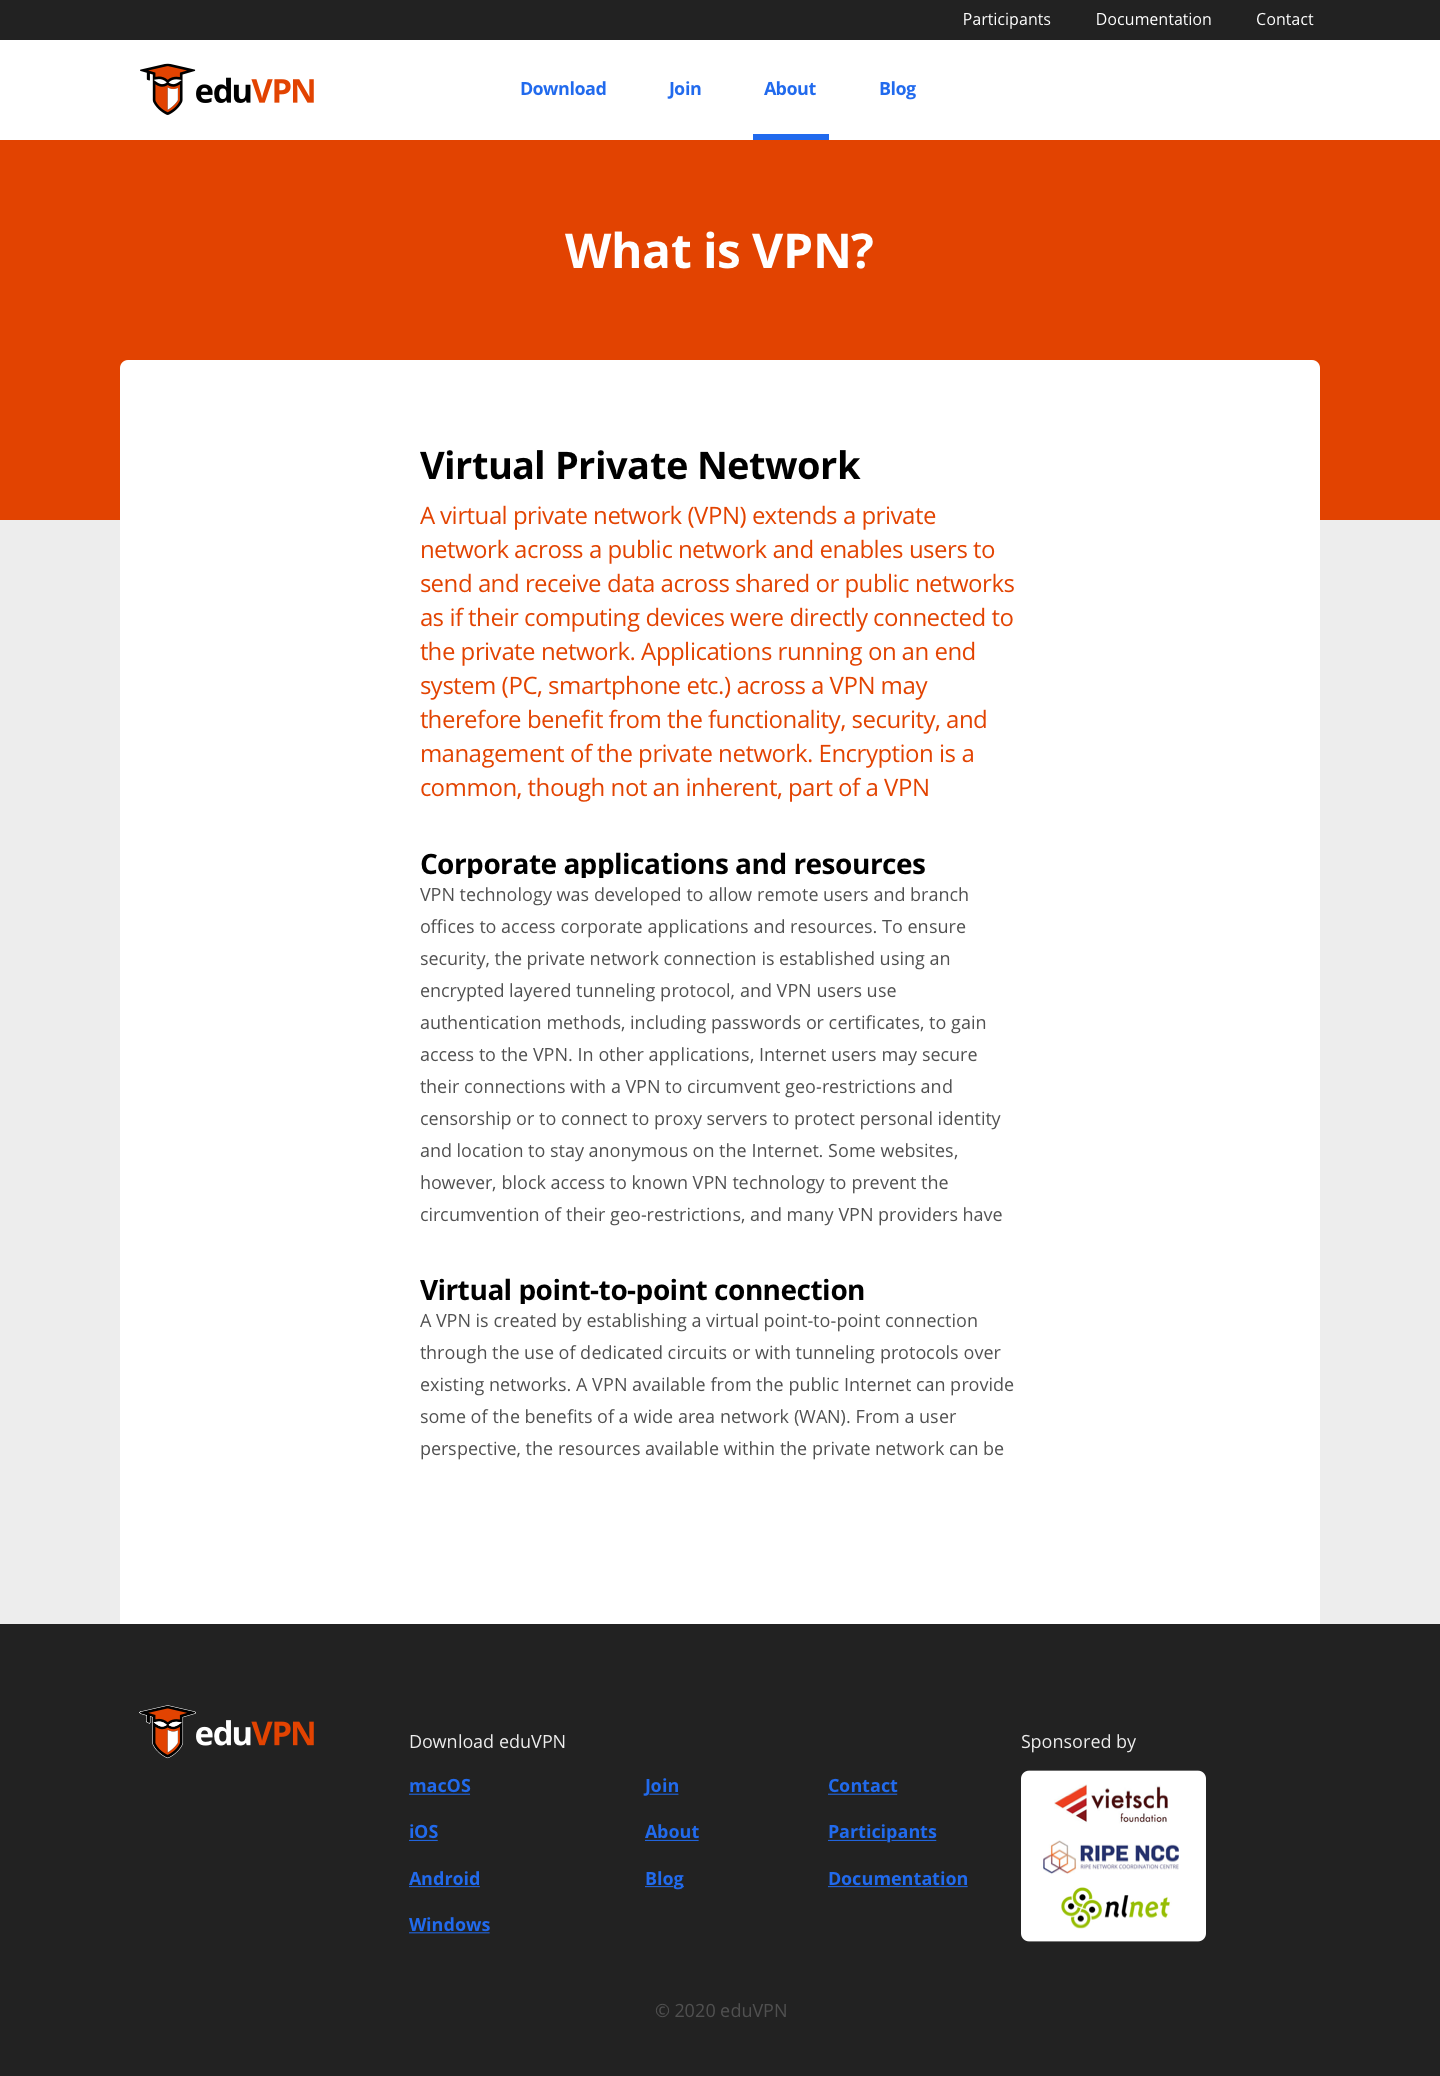 Participants Documentation Contact
eduVPN Download Join About Blog
What is VPN?
Virtual Private Network
A virtual private network (VPN) extends a private
network across a public network and enables users to
send and receive data across shared or public networks
as if their computing devices were directly connected to
the private network. Applications running on an end
system (PC, smartphone etc.) across a VPN may
therefore benefit from the functionality, security, and
management of the private network. Encryption is a
common, though not an inherent, part of a VPN
Corporate applications and resources
VPN technology was developed to allow remote users and branch
offices to access corporate applications and resources. To ensure
security, the private network connection is established using an
encrypted layered tunneling protocol, and VPN users use
authentication methods, including passwords or certificates, to gain
access to the VPN. In other applications, Internet users may secure
their connections with a VPN to circumvent geo-restrictions and
censorship or to connect to proxy servers to protect personal identity
and location to stay anonymous on the Internet. Some websites,
however, block access to known VPN technology to prevent the
circumvention of their geo-restrictions, and many VPN providers have
Virtual point-to-point connection
A VPN is created by establishing a virtual point-to-point connection
through the use of dedicated circuits or with tunneling protocols over
existing networks. A VPN available from the public Internet can provide
some of the benefits of a wide area network (WAN). From a user
perspective, the resources available within the private network can be
eduVPN
Download eduVPN
macOS
iOS
Android
Windows
Join
About
Blog
Contact
Participants
Documentation
Sponsored by
vietsch
foundation
RIPE NCC
RIPE NETWORK COORDINATION CENTRE
nlnet
© 2020 eduVPN